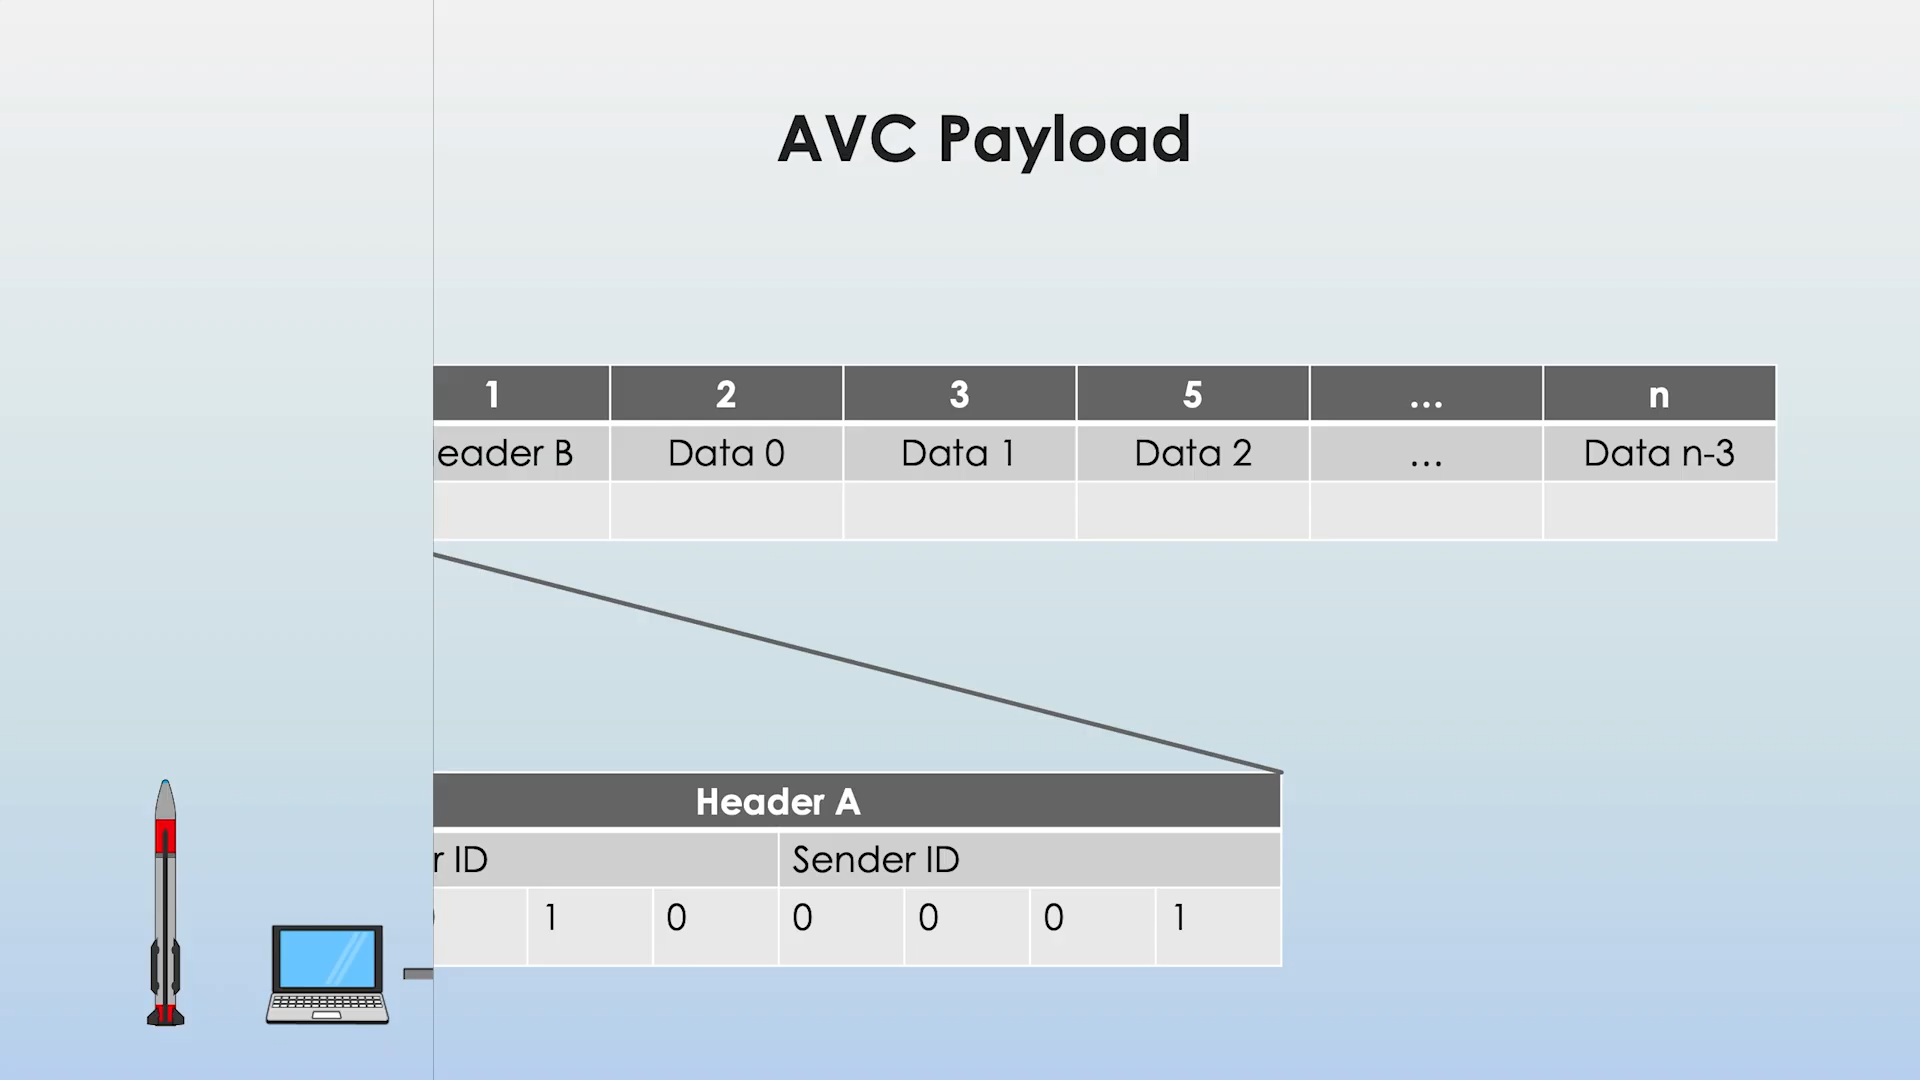 AVC Payload
1 2 3 5 ... n
eader B Data 0 Data 1 Data 2 ... Data n-3
Header A
r ID Sender ID
1 0 0 0 0 1